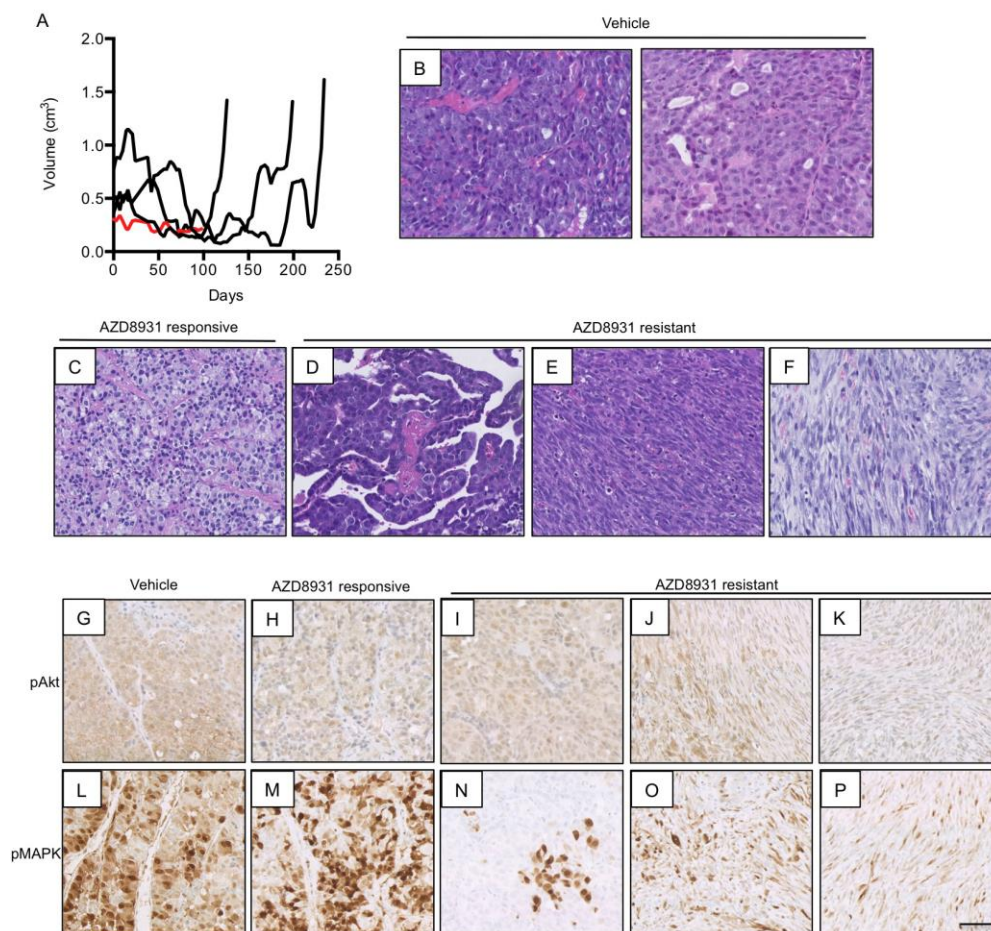 A
Volume (cm³)
2.0
1.5
1.0
0.5
0.0
0 50 100 150 200 250
Days
Vehicle
B
AZD8931 responsive
AZD8931 resistant
C
D
E
F
Vehicle
AZD8931 responsive
AZD8931 resistant
pAkt
G
H
I
J
K
pMAPK
L
M
N
O
P